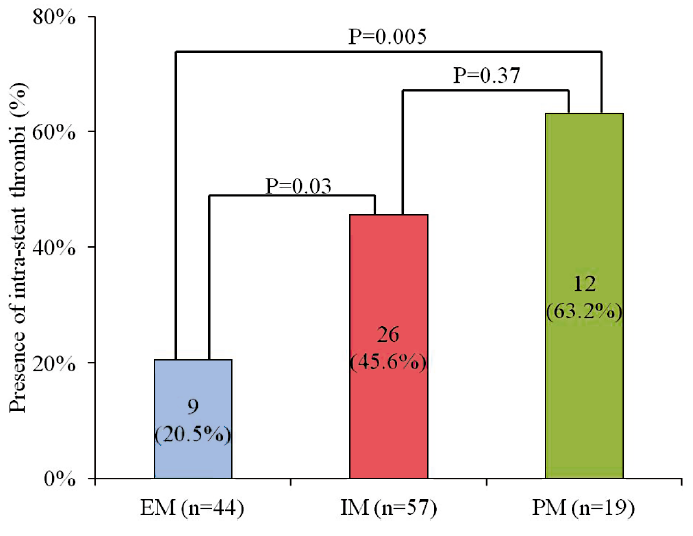 Presence of intra-stent thrombi (%)
80%
60%
40%
20%
0%
P=0.005
P=0.37
P=0.03
9
(20.5%)
26
(45.6%)
12
(63.2%)
EM (n=44)
IM (n=57)
PM (n=19)